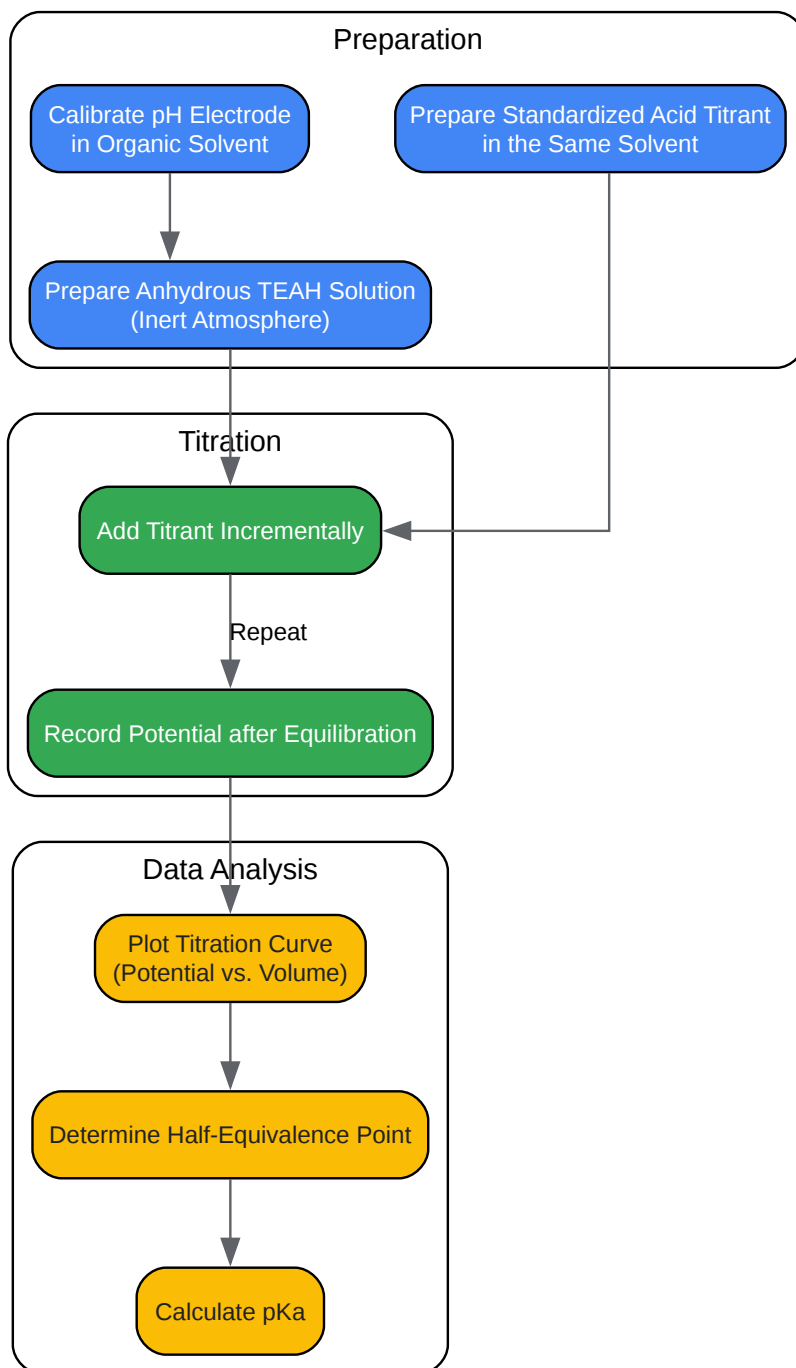 Preparation
Calibrate pH Electrode
in Organic Solvent
Prepare Standardized Acid Titrant
in the Same Solvent
Prepare Anhydrous TEAH Solution
(Inert Atmosphere)
Titration
Add Titrant Incrementally
Repeat
Record Potential after Equilibration
Data Analysis
Plot Titration Curve
(Potential vs. Volume)
Determine Half-Equivalence Point
Calculate pKa